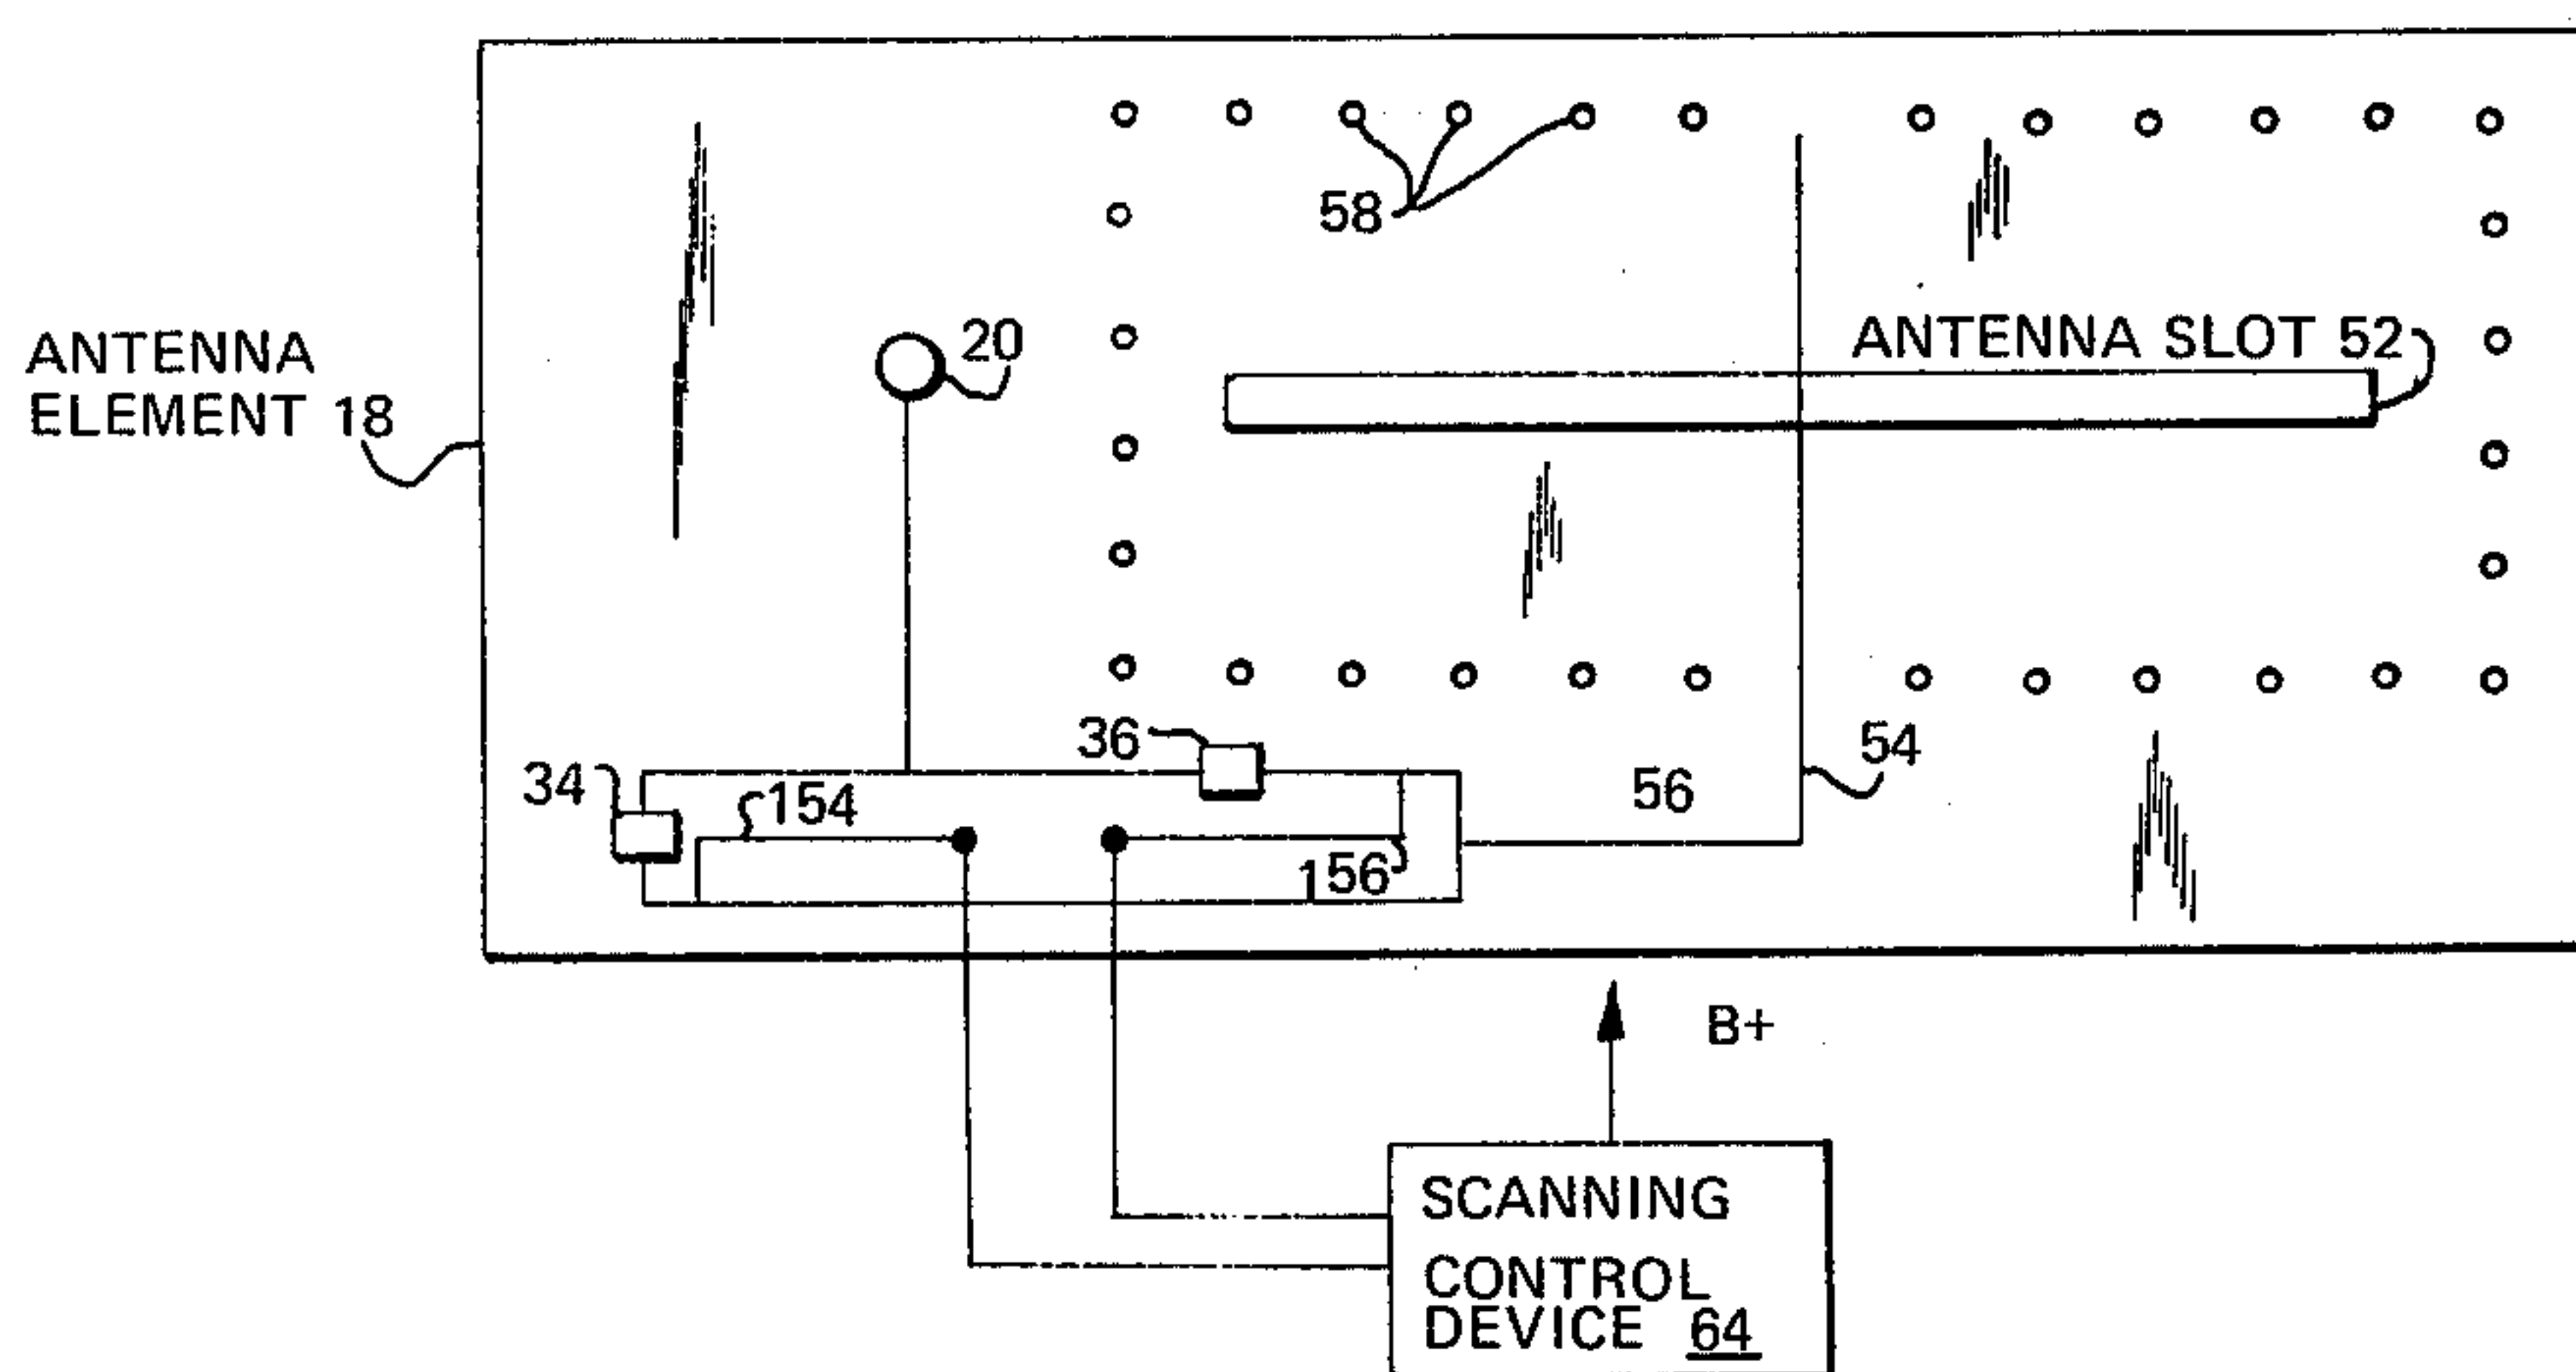 58
ANTENNA SLOT 52
20
ANTENNA
ELEMENT 18
36
54
34
154
56
156
B+
SCANNING
CONTROL
DEVICE 64